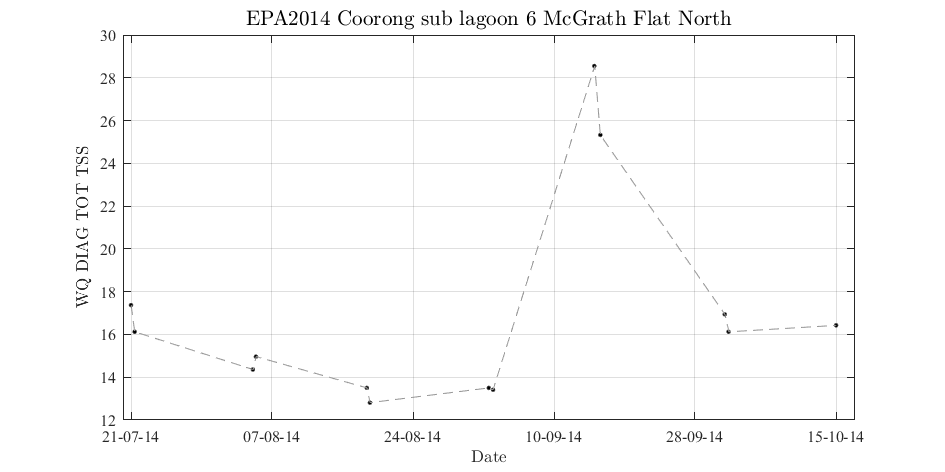 EPA2014 Coorong sub lagoon 6 McGrath Flat North
30
28
26
24
22
20
18
16
14
12
WQ DIAG TOT TSS
21-07-14 07-08-14 24-08-14 10-09-14 28-09-14 15-10-14
Date